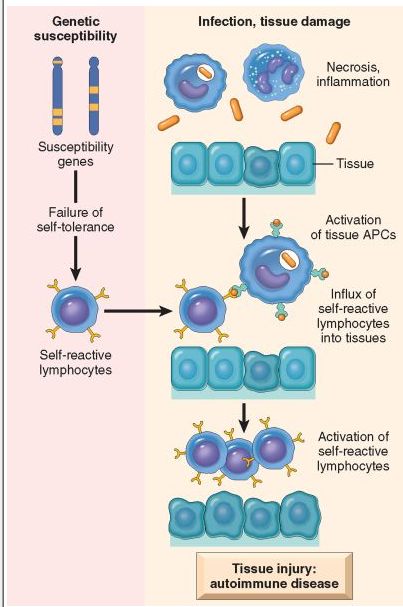 Genetic
susceptibility
Susceptibility
genes
Failure of
self-tolerance
Self-reactive
lymphocytes
Infection, tissue damage
Necrosis,
inflammation
Tissue
Activation
of tissue APCs
Influx of
self-reactive
lymphocytes
into tissues
Activation of
self-reactive
lymphocytes
Tissue injury:
autoimmune disease